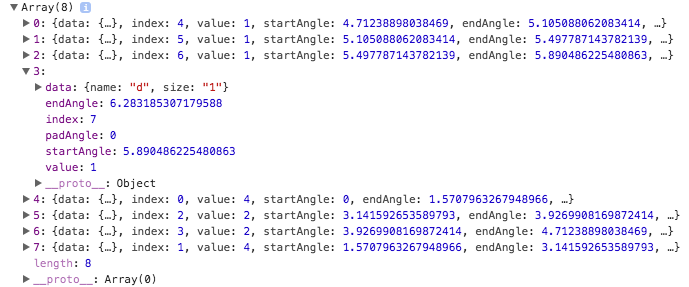 ▼ Array(8) i
▶ 0: {data: {…}, index: 4, value: 1, startAngle: 4.71238898038469, endAngle: 5.105088062083414, …}
▶ 1: {data: {…}, index: 5, value: 1, startAngle: 5.105088062083414, endAngle: 5.497787143782139, …}
▶ 2: {data: {…}, index: 6, value: 1, startAngle: 5.497787143782139, endAngle: 5.890486225480863, …}
▼ 3:
▶ data: {name: "d", size: "1"}
endAngle: 6.283185307179588
index: 7
padAngle: 0
startAngle: 5.890486225480863
value: 1
▶ __proto__: Object
▶ 4: {data: {…}, index: 0, value: 4, startAngle: 0, endAngle: 1.5707963267948966, …}
▶ 5: {data: {…}, index: 2, value: 2, startAngle: 3.141592653589793, endAngle: 3.9269908169872414, …}
▶ 6: {data: {…}, index: 3, value: 2, startAngle: 3.9269908169872414, endAngle: 4.71238898038469, …}
▶ 7: {data: {…}, index: 1, value: 4, startAngle: 1.5707963267948966, endAngle: 3.141592653589793, …}
length: 8
▶ __proto__: Array(0)